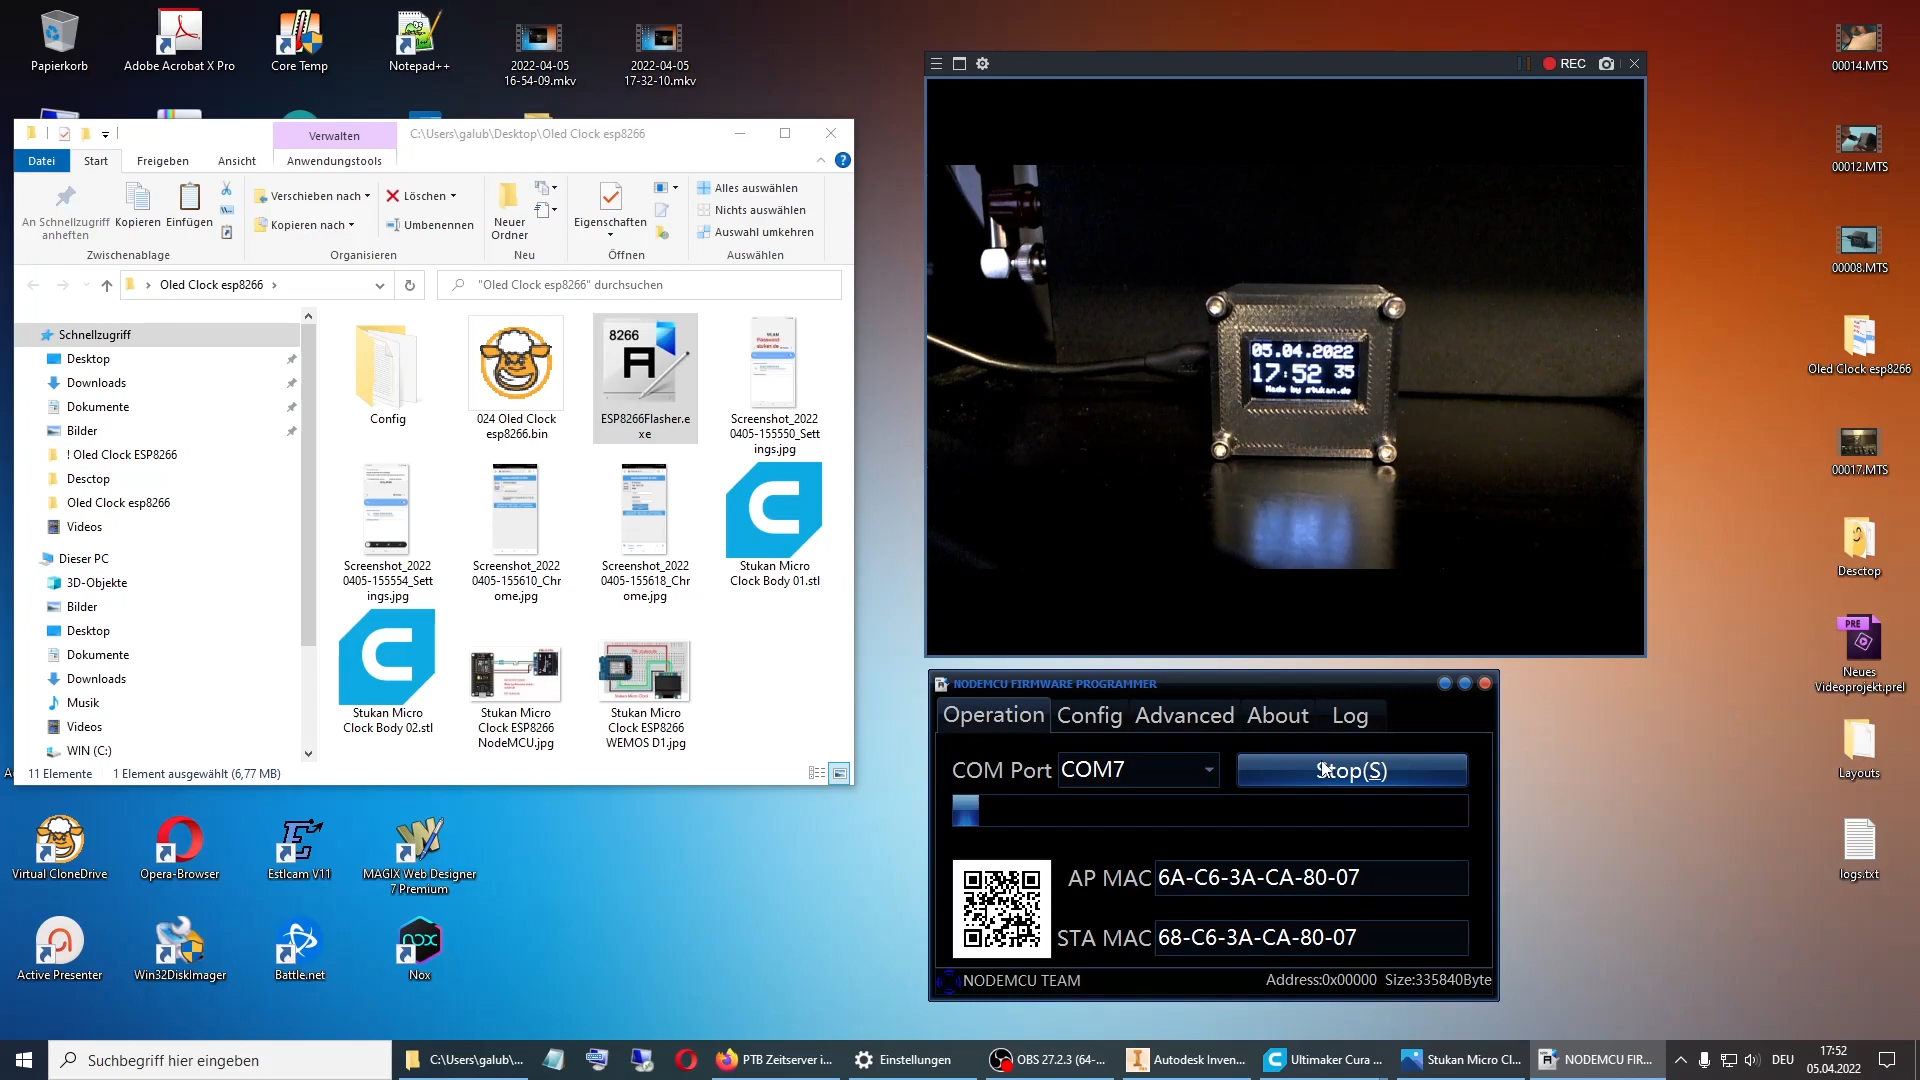 Papierkorb
Adobe Acrobat X Pro
Core Temp
Notepad++
2022-04-05
16-54-09.mkv
2022-04-05
17-32-10.mkv
Verwalten
C:\Users\galub\Desktop\Oled Clock esp8266
Datei
Start
Freigeben
Ansicht
Anwendungstools
An Schnellzugriff
anheften
Kopieren
Einfügen
Verschieben nach
Kopieren nach
Löschen
Umbenennen
Neuer
Ordner
Eigenschaften
Alles auswählen
Nichts auswählen
Auswahl umkehren
Zwischenablage
Organisieren
Neu
Öffnen
Auswählen
Oled Clock esp8266
"Oled Clock esp8266" durchsuchen
Schnellzugriff
Desktop
Downloads
Dokumente
Bilder
! Oled Clock ESP8266
Desctop
Oled Clock esp8266
Videos
Dieser PC
3D-Objekte
Bilder
Desktop
Dokumente
Downloads
Musik
Videos
WIN (C:)
Config
024 Oled Clock
esp8266.bin
8266
ESP8266Flasher.e
xe
Screenshot_2022
0405-155550_Sett
ings.jpg
Screenshot_2022
0405-155554_Sett
ings.jpg
Screenshot_2022
0405-155610_Chr
ome.jpg
Screenshot_2022
0405-155618_Chr
ome.jpg
Stukan Micro
Clock Body 01.stl
Stukan Micro
Clock Body 02.stl
Stukan Micro
Clock ESP8266
NodeMCU.jpg
Stukan Micro
Clock ESP8266
WEMOS D1.jpg
11 Elemente
1 Element ausgewählt (6,77 MB)
REC
05.04.2022
17:52 35
Made by stukan.de
NODEMCU FIRMWARE PROGRAMMER
Operation
Config
Advanced
About
Log
COM Port
COM7
Stop(S)
AP MAC
6A-C6-3A-CA-80-07
STA MAC
68-C6-3A-CA-80-07
NODEMCU TEAM
Address:0x00000
Size:335840Byte
00014.MTS
00012.MTS
00008.MTS
Oled Clock esp8266
00017.MTS
Desctop
PRE
Neues
Videoprojekt.prel
Layouts
logs.txt
Virtual CloneDrive
Opera-Browser
Estlcam V11
MAGIX Web Designer
7 Premium
Active Presenter
Win32DiskImager
Battle.net
nox
Nox
Suchbegriff hier eingeben
C:\Users\galub\...
PTB Zeitserver i...
Einstellungen
OBS 27.2.3 (64-...
Autodesk Inven...
Ultimaker Cura ...
Stukan Micro Cl...
NODEMCU FIR...
DEU
17:52
05.04.2022